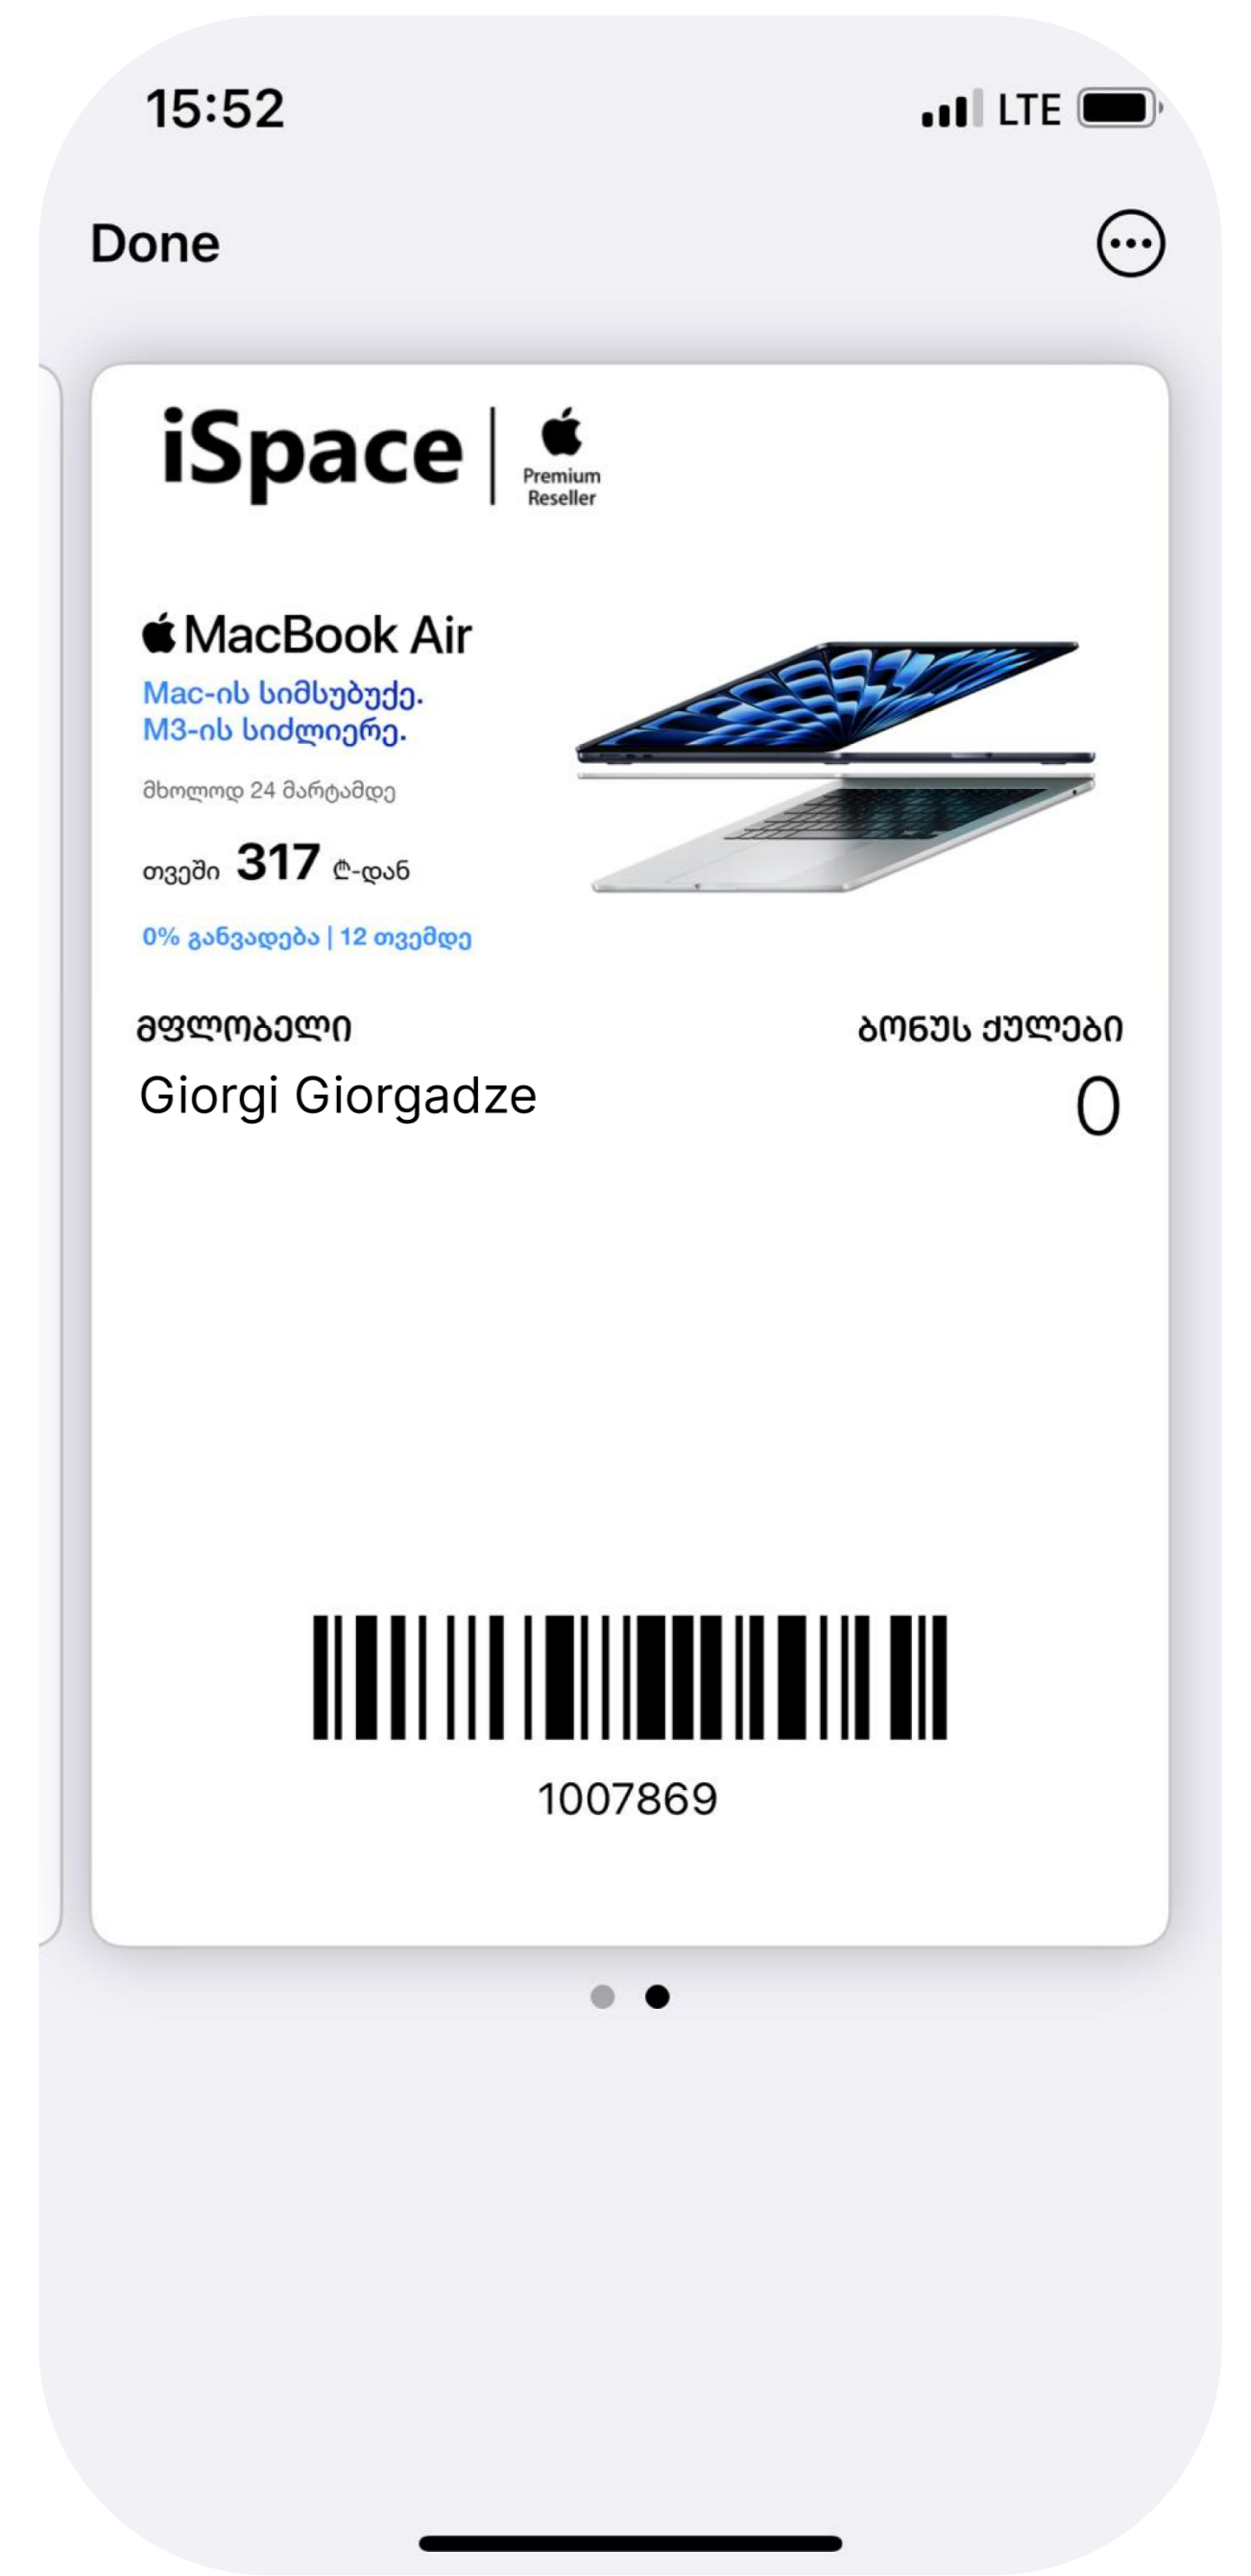 15:52 LTE
Done
iSpace
Premium
Reseller
MacBook Air
Mac-ის სიმსუბუქე.
M3-ის სიძლიერე.
მხოლოდ 24 მარტამდე
თვეში 317 ₾-დან
0% განვადება | 12 თვემდე
მფლობელი ბონუს ქულები
Giorgi Giorgadze 0
1007869